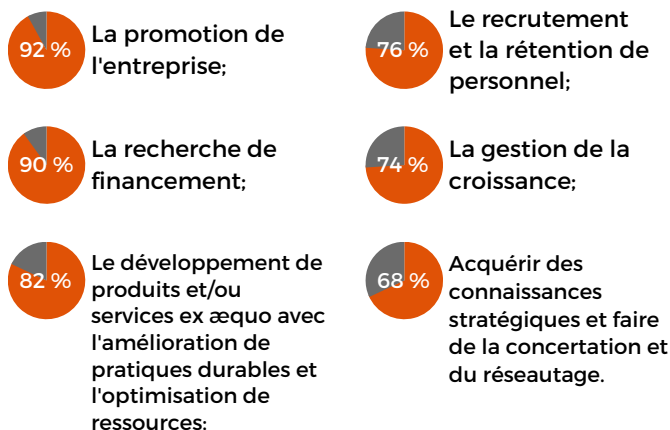 92 %
La promotion de
l'entreprise;
90 %
La recherche de
financement;
82 %
Le développement de
produits et/ou
services ex æquo avec
l'amélioration de
pratiques durables et
l'optimisation de
ressources;
76 %
Le recrutement
et la rétention de
personnel;
74 %
La gestion de la
croissance;
68 %
Acquérir des
connaissances
stratégiques et faire
de la concertation et
du réseautage.